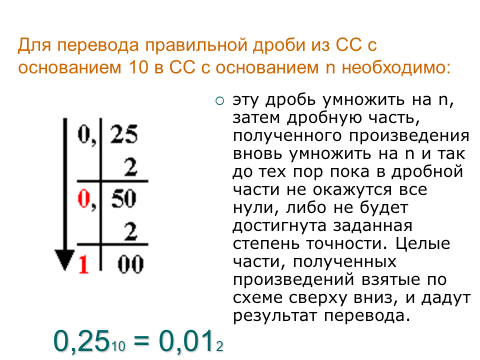 Для перевода правильной дроби из СС с
основанием 10 в СС с основанием n необходимо:
0, 25
2
0, 50
2
1 00
эту дробь умножить на n,
затем дробную часть,
полученного произведения
вновь умножить на n и так
до тех пор пока в дробной
части не окажутся все
нули, либо не будет
достигнута заданная
степень точности. Целые
части, полученных
произведений взятые по
схеме сверху вниз, и дадут
результат перевода.
0,25₁₀ = 0,01₂